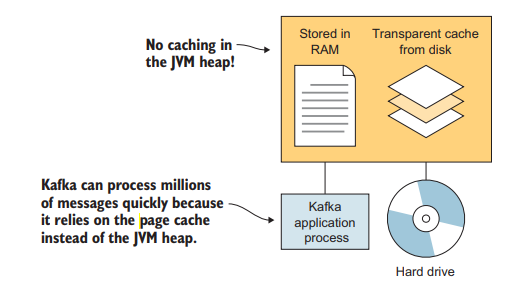 No caching in
the JVM heap!
Stored in
RAM
Transparent cache
from disk
Kafka can process millions
of messages quickly because
it relies on the page cache
instead of the JVM heap.
Kafka
application
process
Hard drive